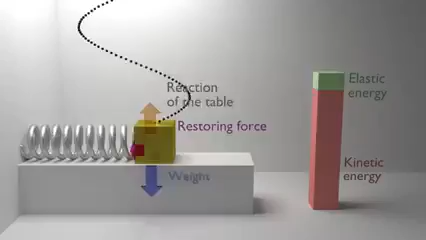 Reaction
of the table
Elastic
energy
Restoring force
Kinetic
energy
Weight